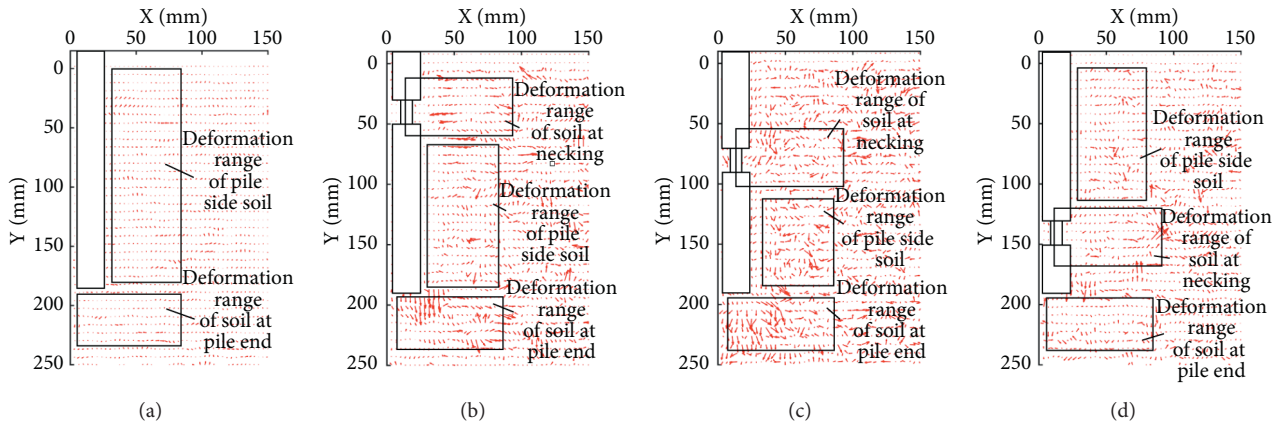 X (mm)
0 50 100 150
Y (mm)
0
50
100
150
200
250
Deformation
range
of pile
side soil
Deformation
range
of soil at
pile end
(a)
X (mm)
0 50 100 150
Y (mm)
0
50
100
150
200
250
Deformation
range
of soil at
necking
Deformation
range
of pile
side soil
Deformation
range
of soil at
pile end
(b)
X (mm)
0 50 100 150
Y (mm)
0
50
100
150
200
250
Deformation
range of
soil at
necking
Deformation
range
of pile side
soil
Deformation
range
of soil at
pile end
(c)
X (mm)
0 50 100 150
Y (mm)
0
50
100
150
200
250
Deformation
range
of pile side
soil
Deformation
range of
soil at
necking
Deformation
range
of soil at
pile end
(d)